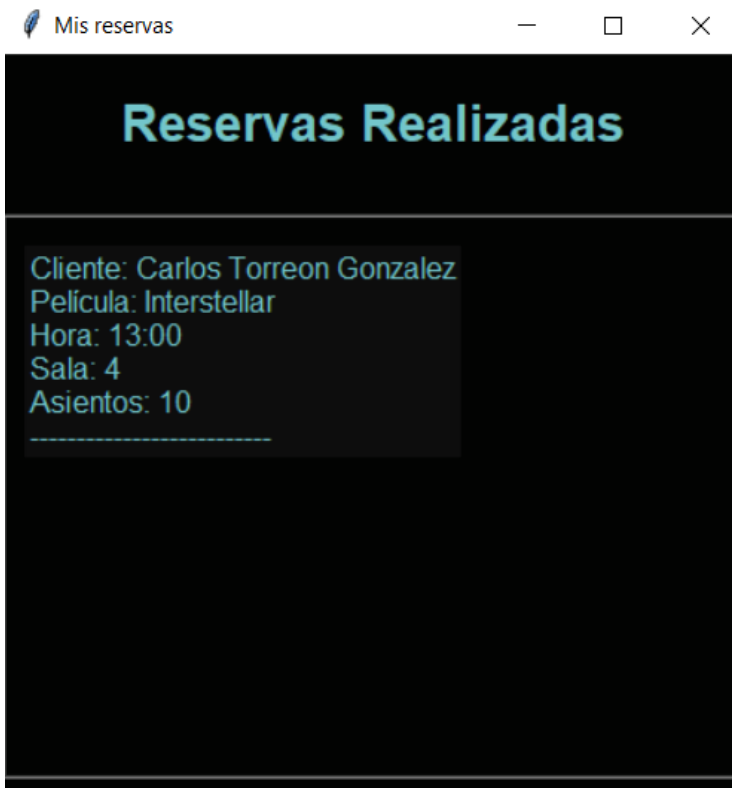 Mis reservas
Reservas Realizadas
Cliente: Carlos Torreon Gonzalez
Película: Interstellar
Hora: 13:00
Sala: 4
Asientos: 10
--------------------------